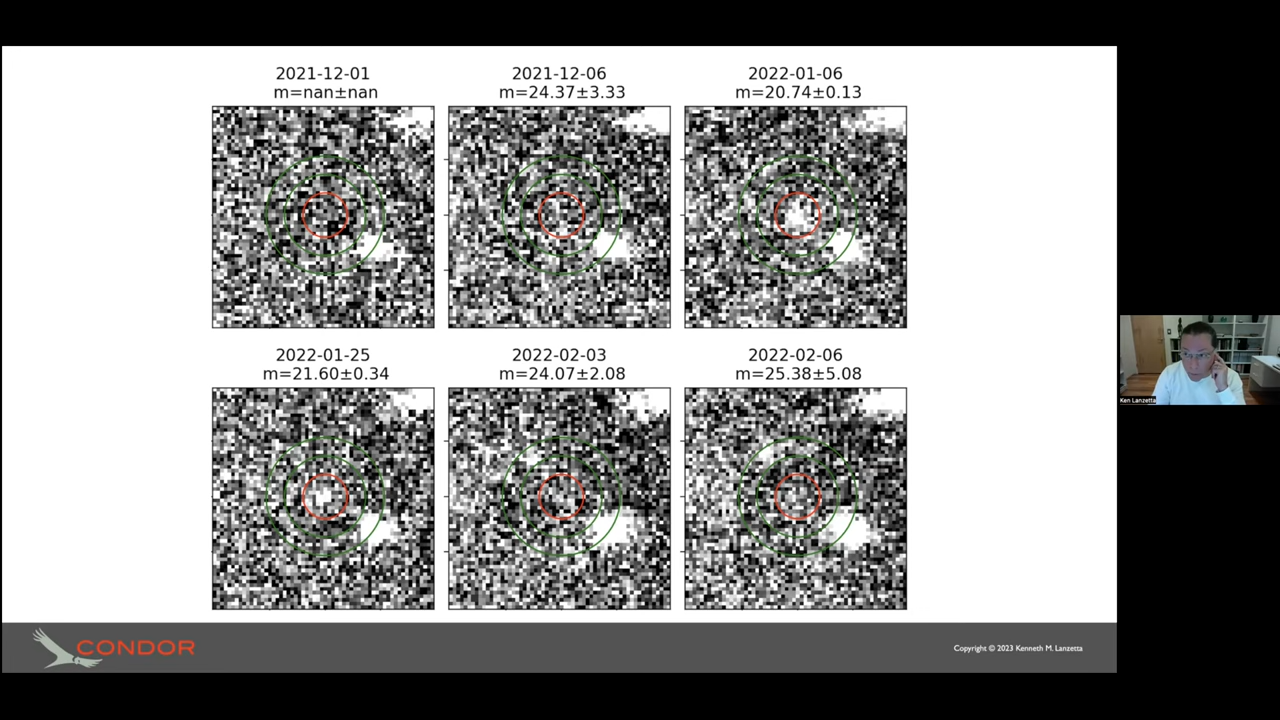 2021-12-01
m=nan±nan
2021-12-06
m=24.37±3.33
2022-01-06
m=20.74±0.13
2022-01-25
m=21.60±0.34
2022-02-03
m=24.07±2.08
2022-02-06
m=25.38±5.08
Ken Lanzetta
CONDOR
Copyright © 2023 Kenneth M. Lanzetta